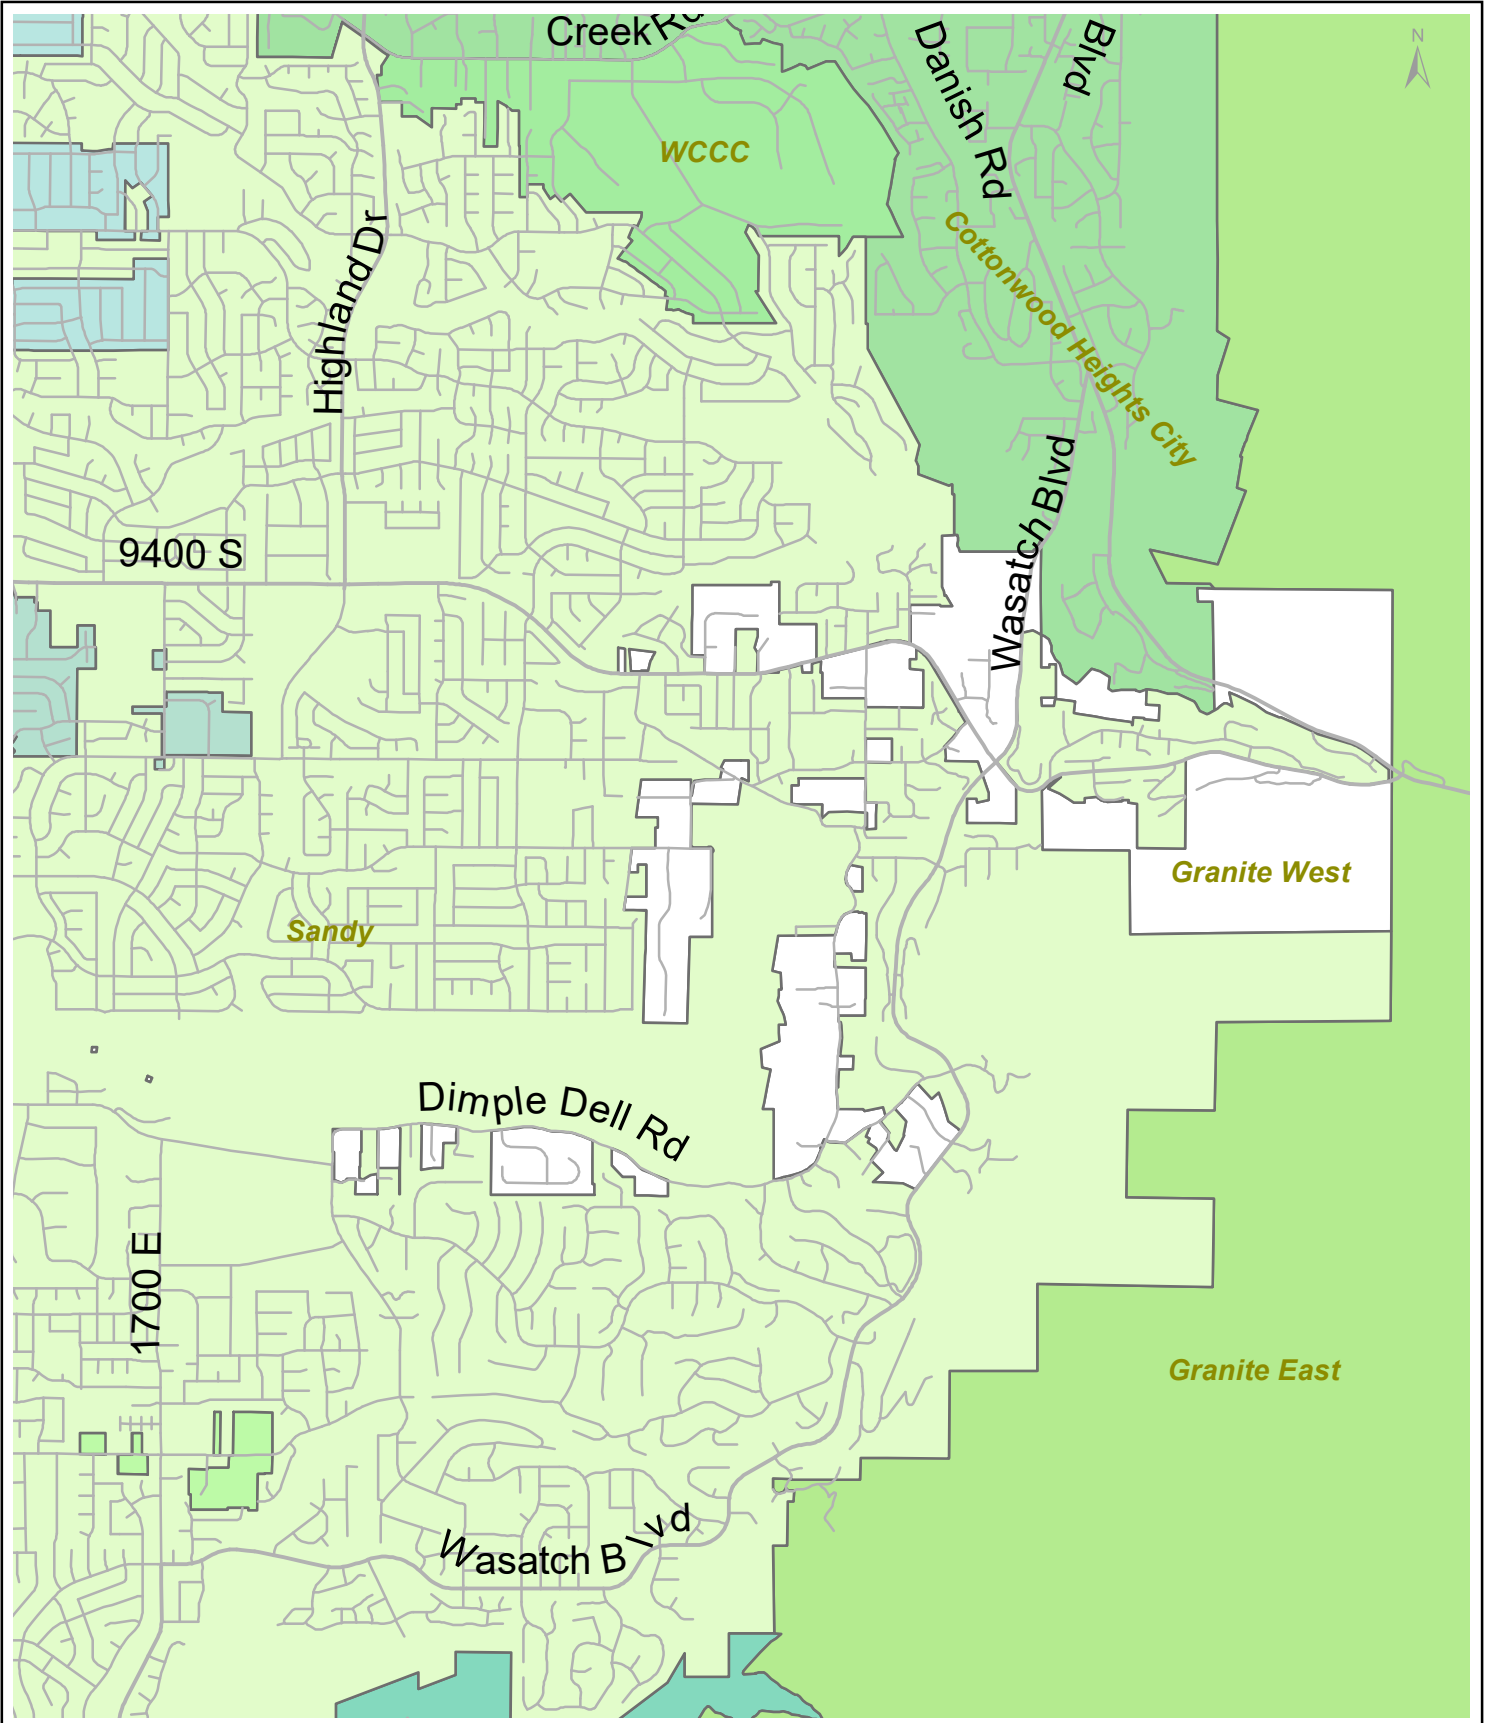 Creek Rd
Danish Rd
Blvd
N
WCCC
Cottonwood Heights City
Highland Dr
Wasatch Blvd
9400 S
Granite West
Sandy
Dimple Dell Rd
1700 E
Granite East
Wasatch Blvd